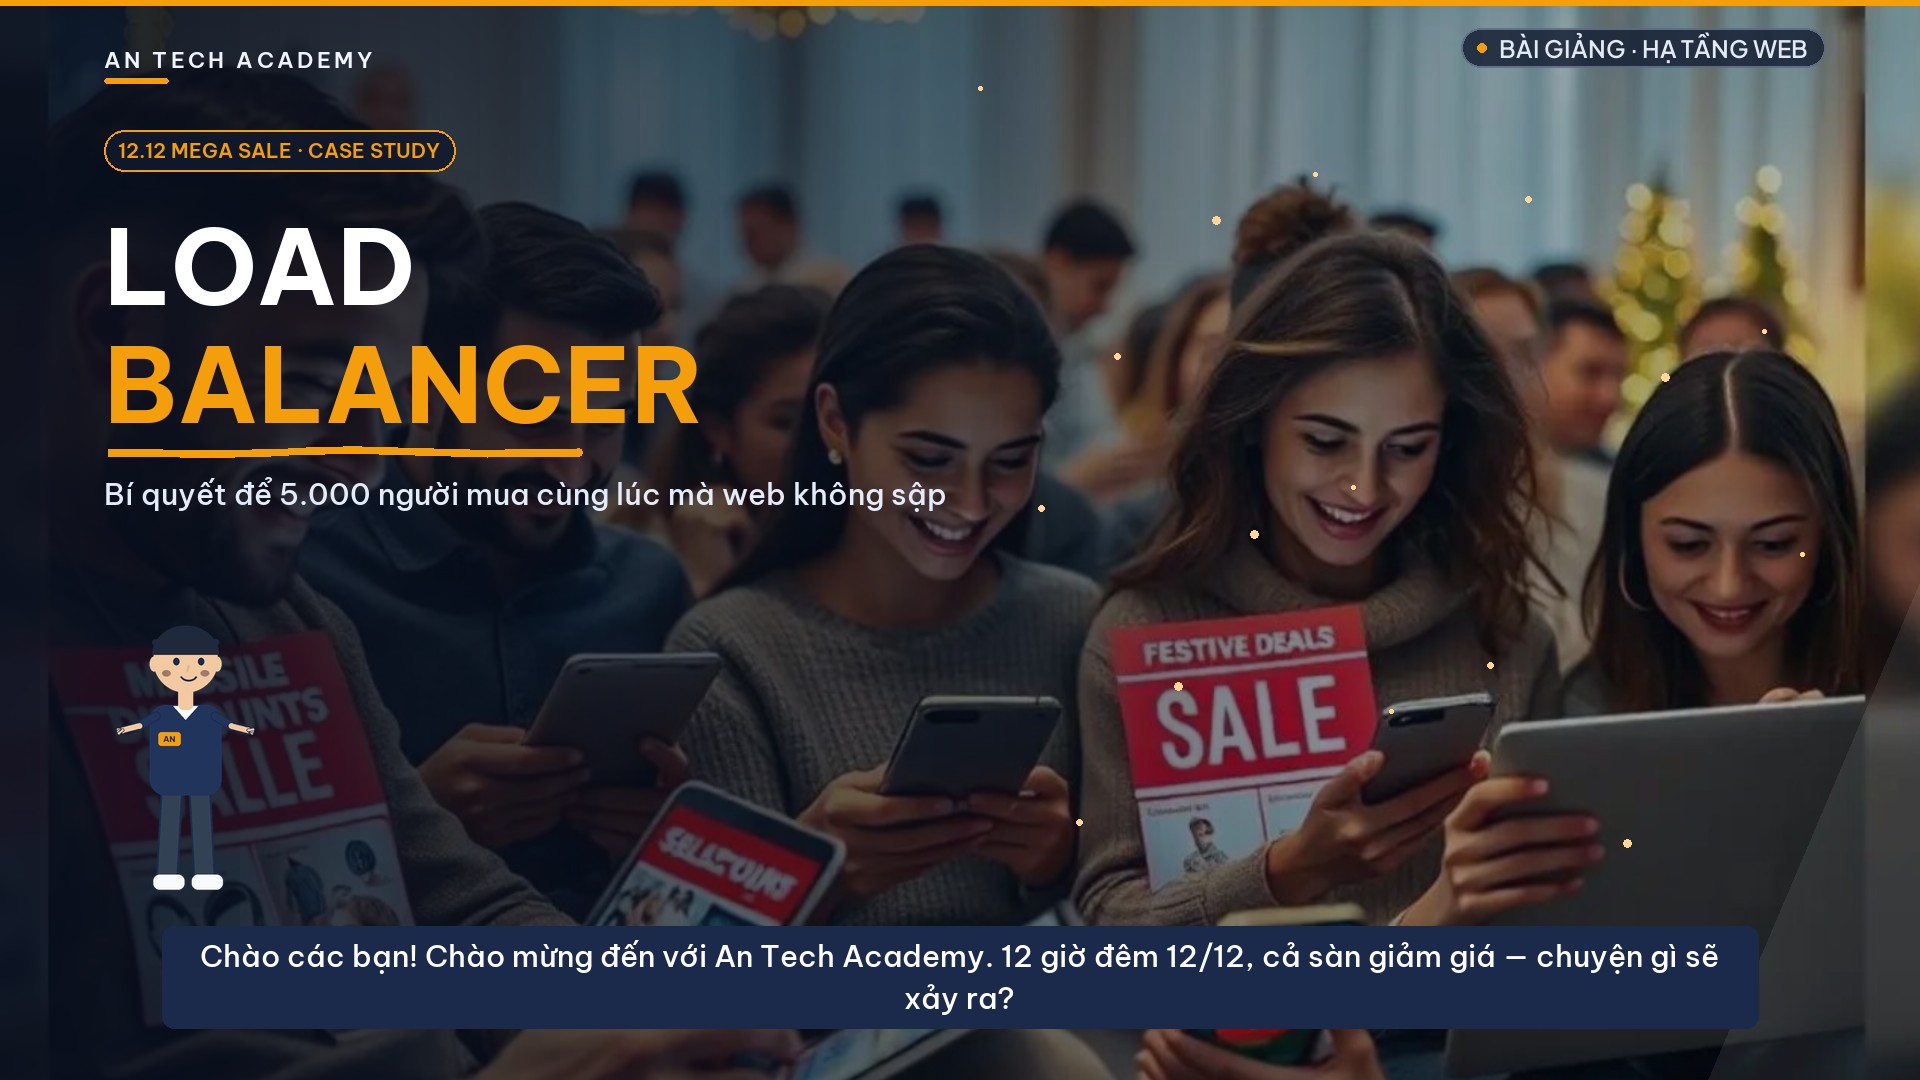 AN TECH ACADEMY
BÀI GIẢNG · HẠ TẦNG WEB
12.12 MEGA SALE · CASE STUDY
LOAD
BALANCER
Bí quyết để 5.000 người mua cùng lúc mà web không sập
FESTIVE DEALS
SALE
AN
Chào các bạn! Chào mừng đến với An Tech Academy. 12 giờ đêm 12/12, cả sàn giảm giá — chuyện gì sẽ
xảy ra?